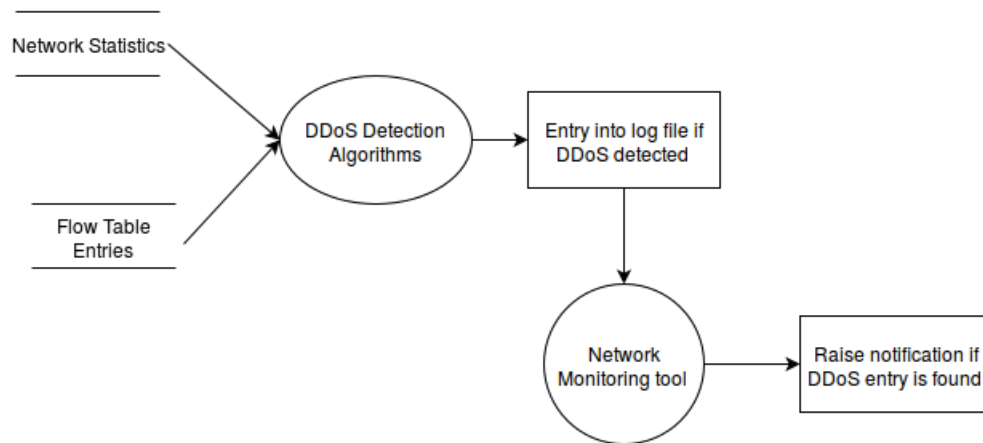 Network Statistics
DDoS Detection
Algorithms
Entry into log file if
DDoS detected
Flow Table
Entries
Network
Monitoring tool
Raise notification if
DDoS entry is found